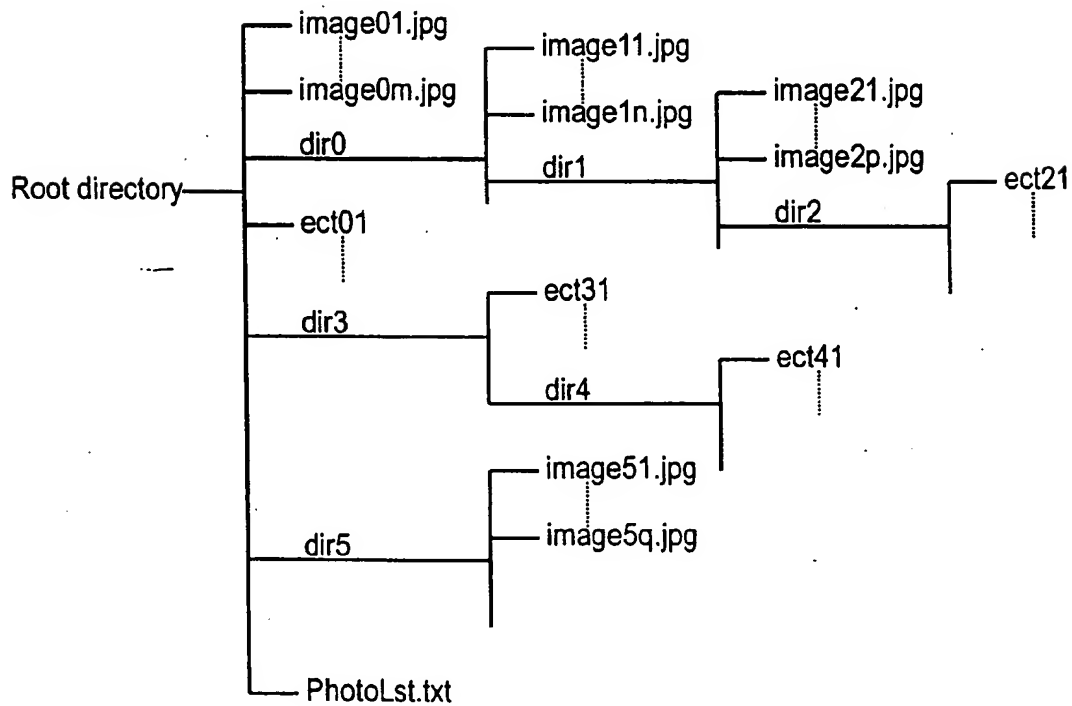 image01.jpg
image0m.jpg
image11.jpg
image1n.jpg
image21.jpg
image2p.jpg
dir0
dir1
dir2
ect21
Root directory
ect01
dir3
ect31
dir4
ect41
dir5
image51.jpg
image5q.jpg
PhotoLst.txt